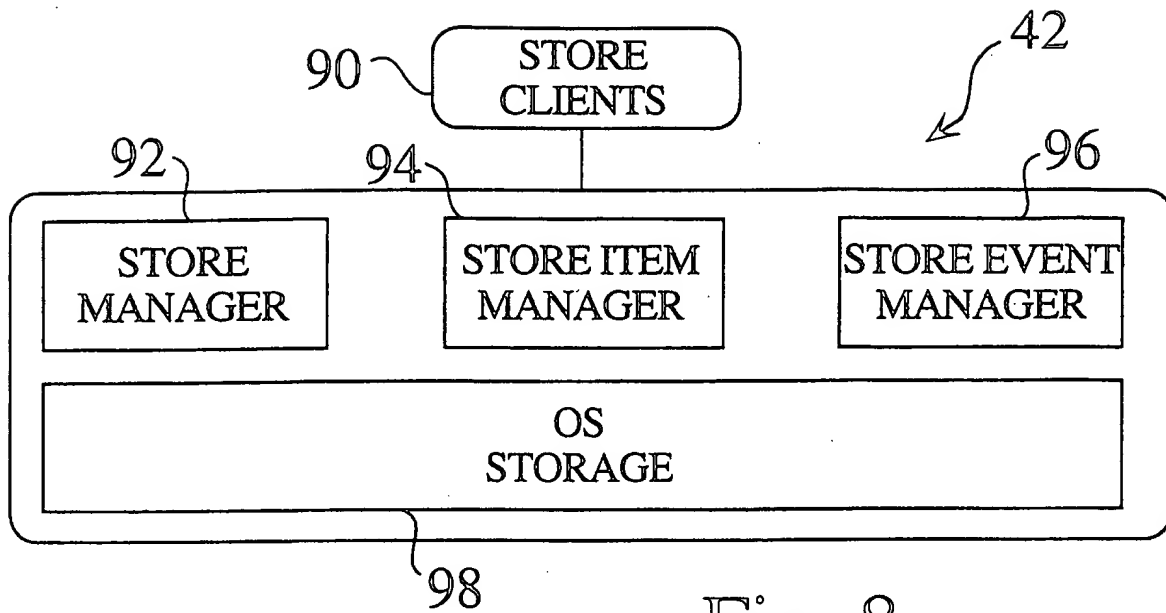 42
90
STORE
CLIENTS
92
94
96
STORE
MANAGER
STORE ITEM
MANAGER
STORE EVENT
MANAGER
OS
STORAGE
98